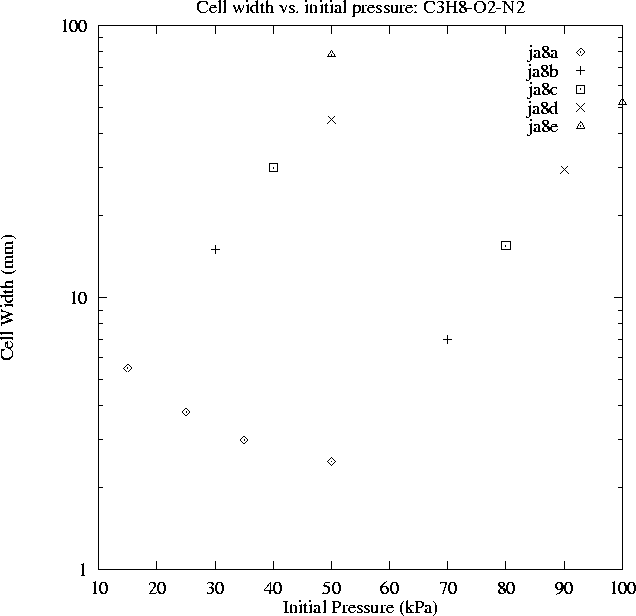 Cell width vs. initial pressure: C3H8-O2-N2
100
ja8a
ja8b
ja8c
ja8d
ja8e
Cell Width (mm)
10
1
10 20 30 40 50 60 70 80 90 100
Initial Pressure (kPa)